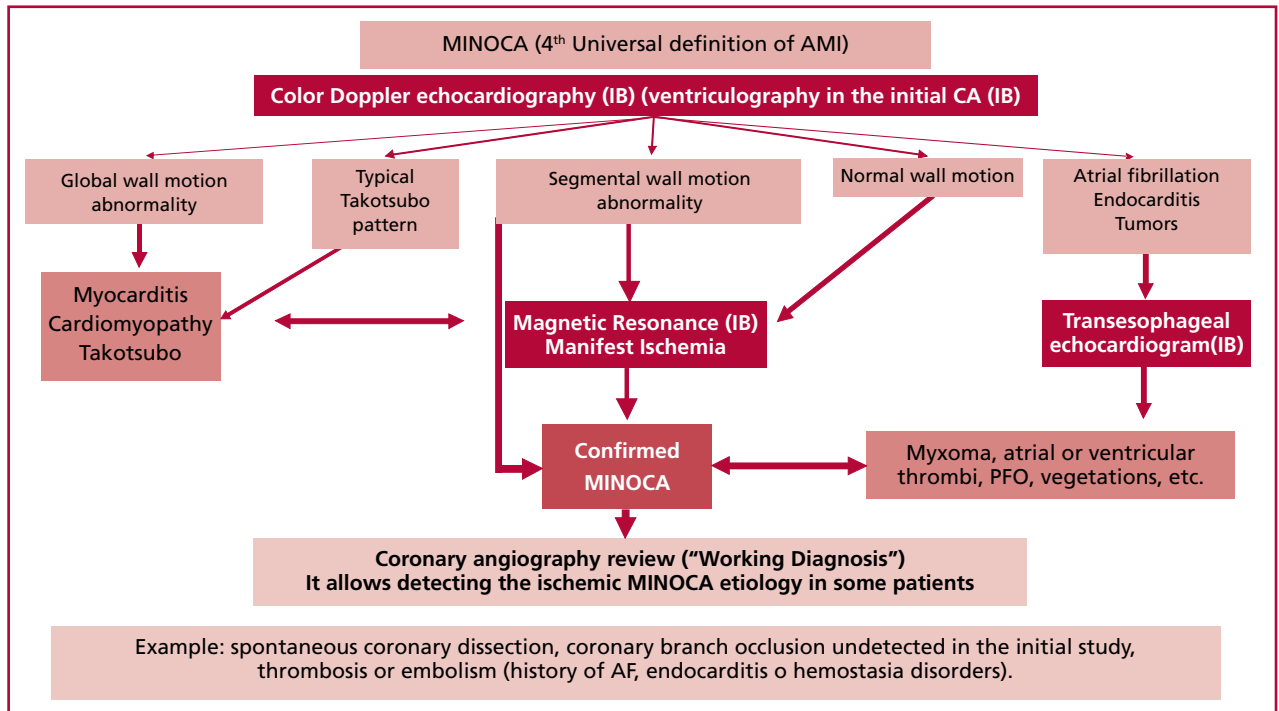 MINOCA (4th Universal definition of AMI)
Color Doppler echocardiography (IB) (ventriculography in the initial CA (IB)
Global wall motion
abnormality
Typical
Takotsubo
pattern
Segmental wall motion
abnormality
Normal wall motion
Atrial fibrillation
Endocarditis
Tumors
Myocarditis
Cardiomyopathy
Takotsubo
Magnetic Resonance (IB)
Manifest Ischemia
Transesophageal
echocardiogram(IB)
Confirmed
MINOCA
Myxoma, atrial or ventricular
thrombi, PFO, vegetations, etc.
Coronary angiography review (“Working Diagnosis”)
It allows detecting the ischemic MINOCA etiology in some patients
Example: spontaneous coronary dissection, coronary branch occlusion undetected in the initial study,
thrombosis or embolism (history of AF, endocarditis o hemostasia disorders).